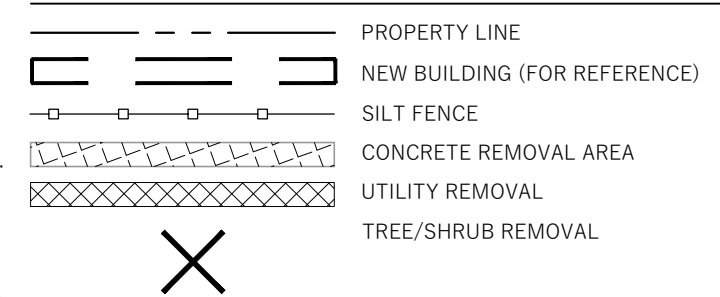 PROPERTY LINE
NEW BUILDING (FOR REFERENCE)
SILT FENCE
CONCRETE REMOVAL AREA
UTILITY REMOVAL
TREE/SHRUB REMOVAL